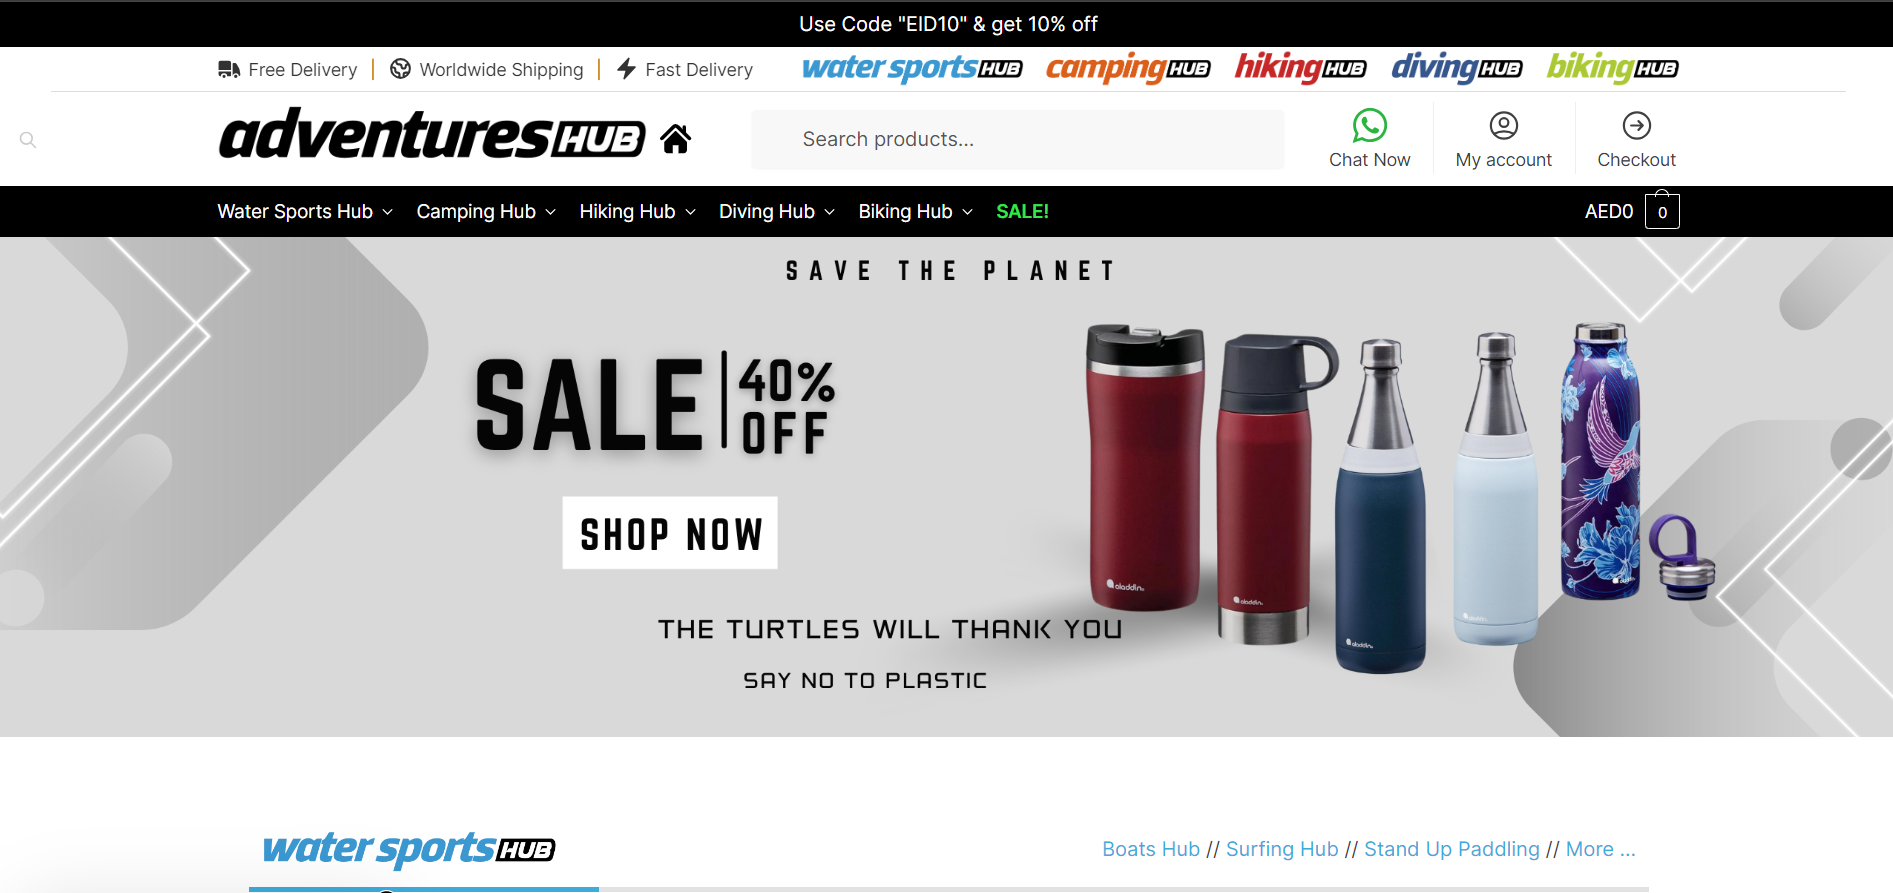 Use Code "EID10" & get 10% off
Free Delivery
Worldwide Shipping
Fast Delivery
water sports HUB
camping HUB
hiking HUB
diving HUB
biking HUB
adventures HUB
Search products...
Chat Now
My account
Checkout
Water Sports Hub
Camping Hub
Hiking Hub
Diving Hub
Biking Hub
SALE!
AED0
0
SAVE THE PLANET
SALE
40%
OFF
SHOP NOW
THE TURTLES WILL THANK YOU
SAY NO TO PLASTIC
aladdin
aladdin
aladdin
aladdin
aladdin
water sports HUB
Boats Hub // Surfing Hub // Stand Up Paddling // More ...